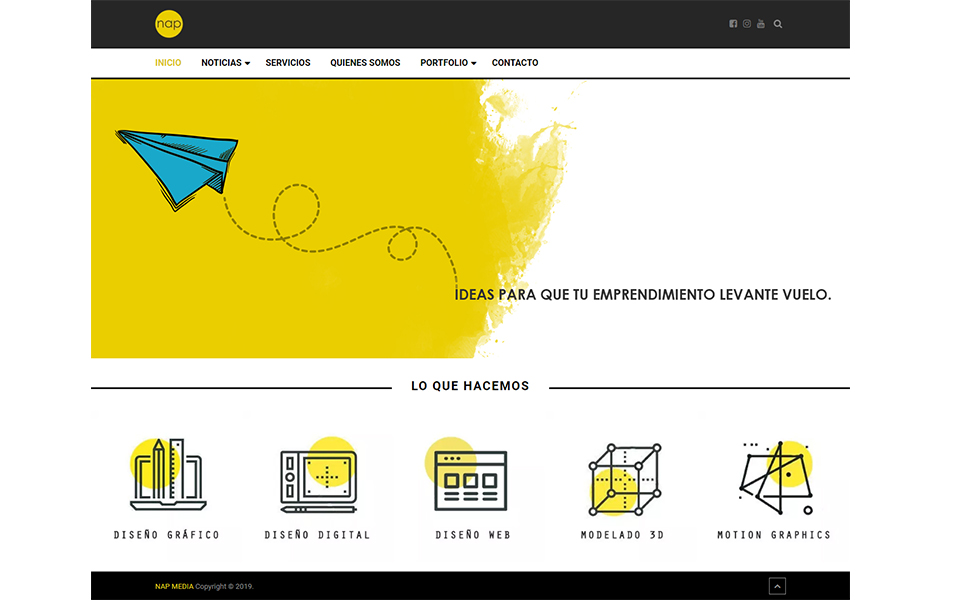 nap
INICIO NOTICIAS SERVICIOS QUIENES SOMOS PORTFOLIO CONTACTO
IDEAS PARA QUE TU EMPRENDIMIENTO LEVANTE VUELO.
LO QUE HACEMOS
DISEÑO GRÁFICO DISEÑO DIGITAL DISEÑO WEB MODELADO 3D MOTION GRAPHICS
NAP MEDIA Copyright © 2019.